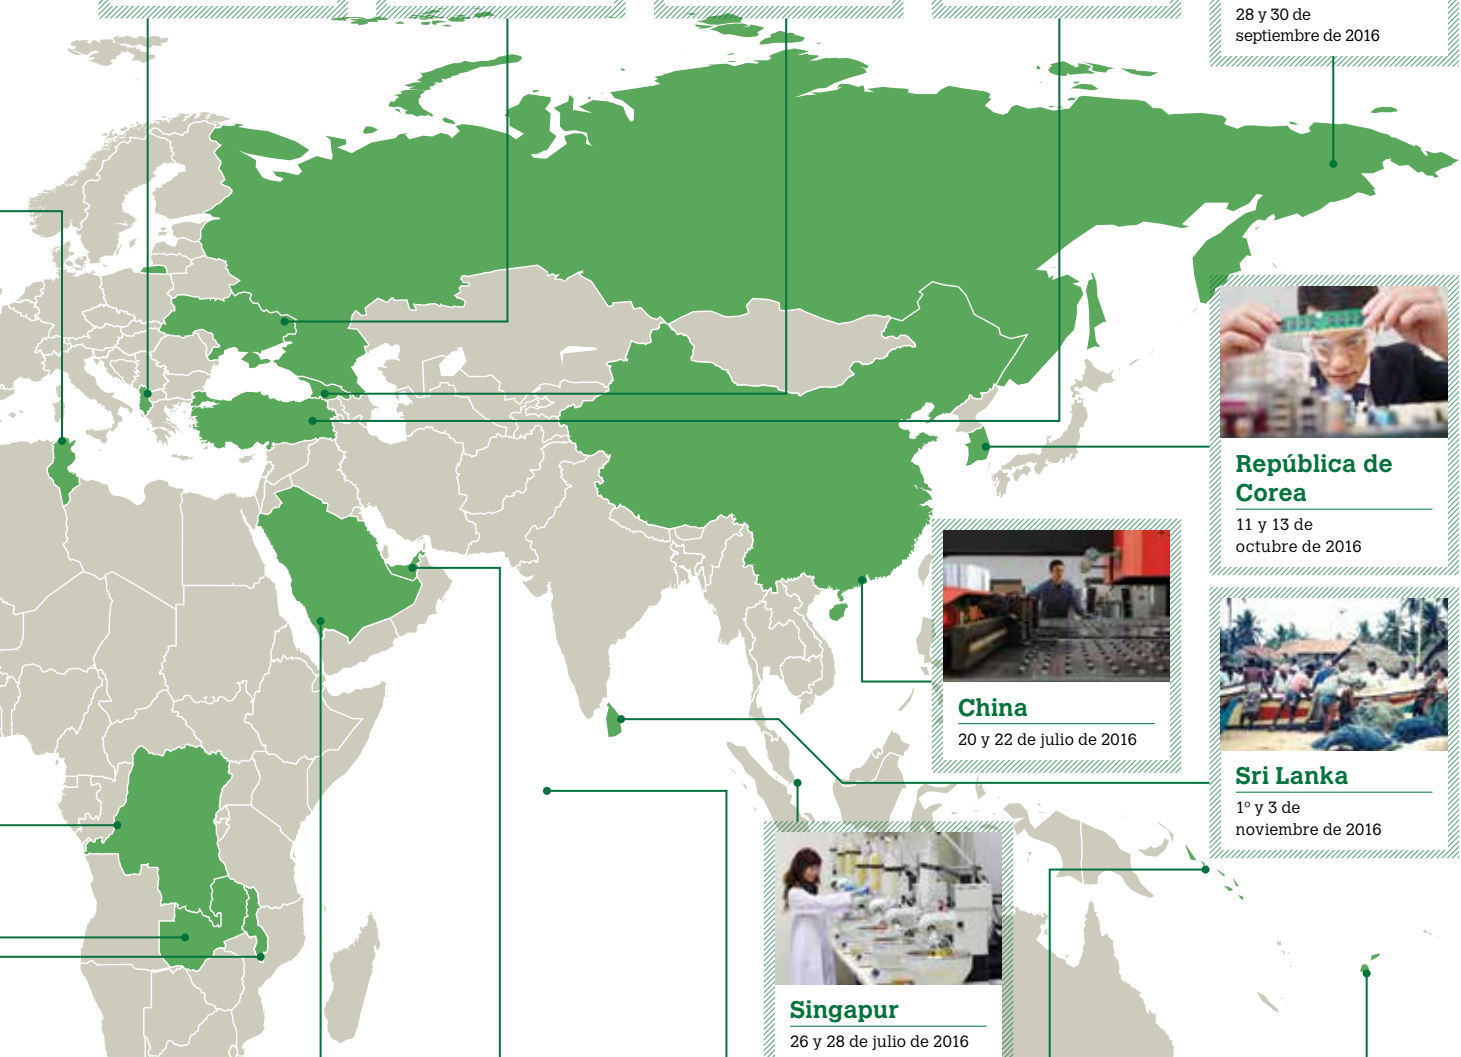 28 y 30 de
septiembre de 2016
República de
Corea
11 y 13 de
octubre de 2016
China
20 y 22 de julio de 2016
Sri Lanka
1º y 3 de
noviembre de 2016
Singapur
26 y 28 de julio de 2016